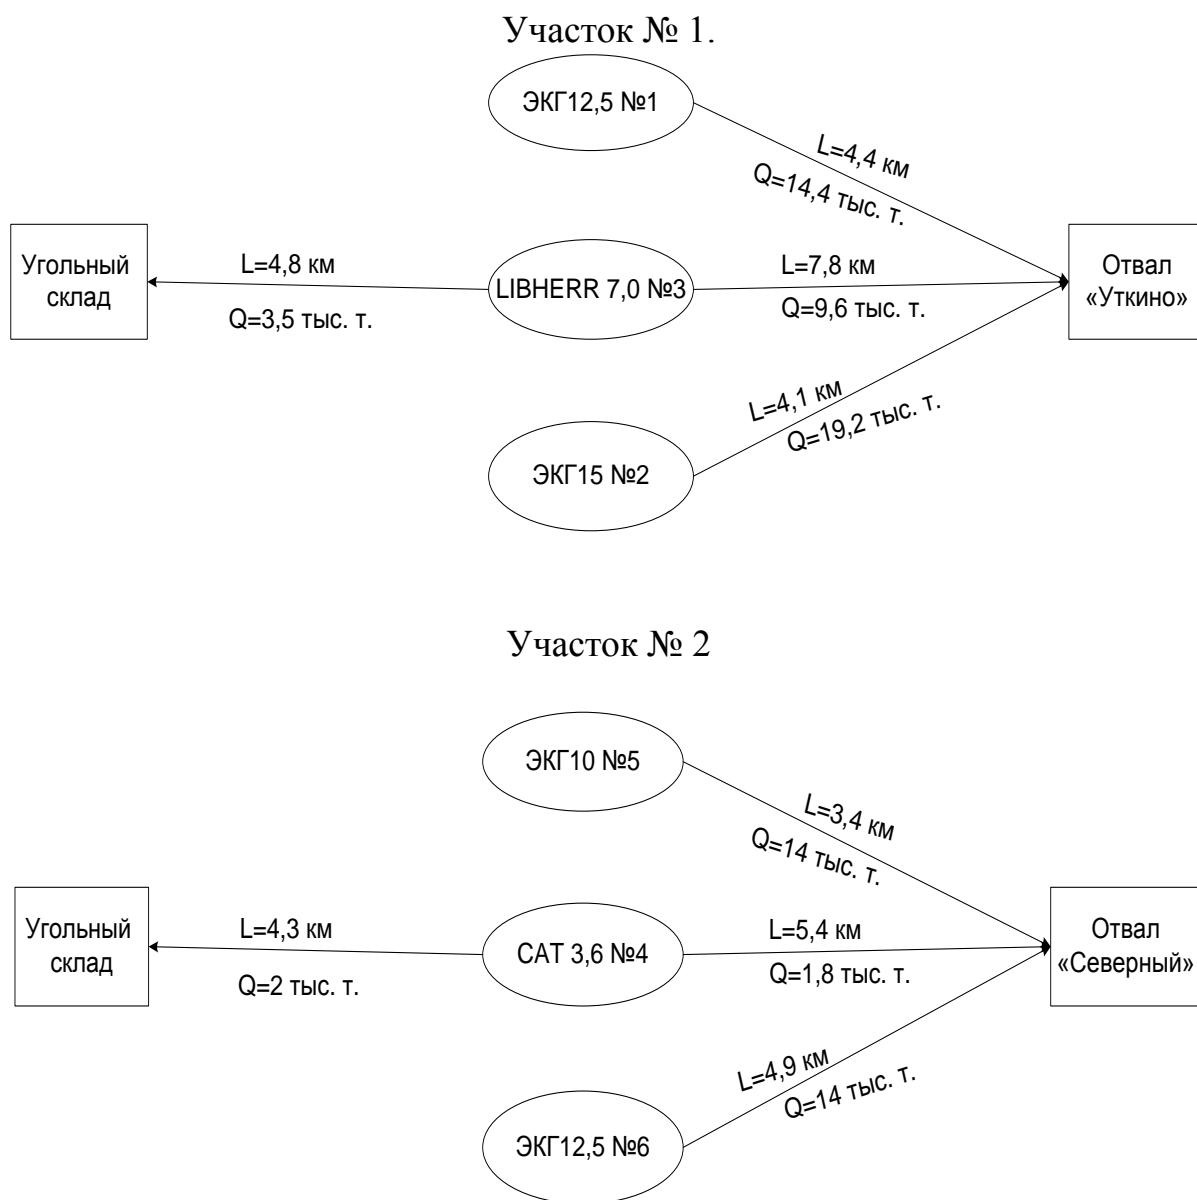 Участок № 1.
ЭКГ12,5 №1
L=4,4 км
Q=14,4 тыс. т.
Угольный
склад
L=4,8 км
Q=3,5 тыс. т.
LIBHERR 7,0 №3
L=7,8 км
Q=9,6 тыс. т.
Отвал
«Уткино»
L=4,1 км
Q=19,2 тыс. т.
ЭКГ15 №2
Участок № 2
ЭКГ10 №5
L=3,4 км
Q=14 тыс. т.
Угольный
склад
L=4,3 км
Q=2 тыс. т.
CAT 3,6 №4
L=5,4 км
Q=1,8 тыс. т.
Отвал
«Северный»
L=4,9 км
Q=14 тыс. т.
ЭКГ12,5 №6